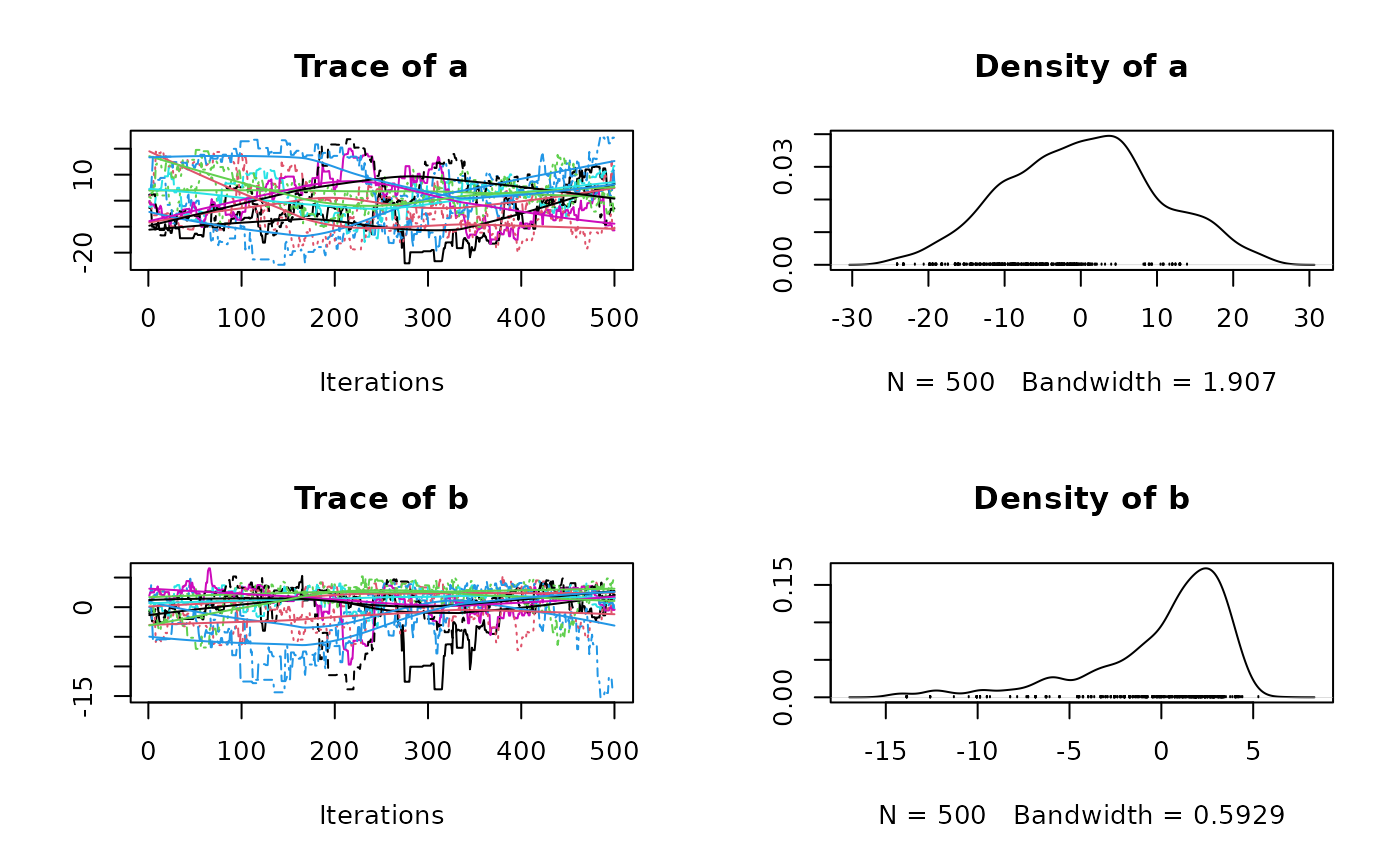 Trace of a
10
-20
0 100 200 300 400 500
Iterations
Density of a
0.03
0.00
-30 -20 -10 0 10 20 30
N = 500 Bandwidth = 1.907
Trace of b
0
-15
0 100 200 300 400 500
Iterations
Density of b
0.15
0.00
-15 -10 -5 0 5
N = 500 Bandwidth = 0.5929